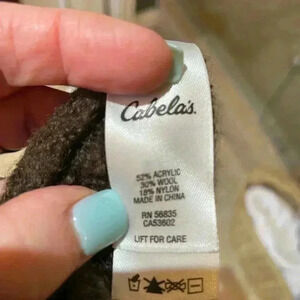 Cabela's.
52% ACRYLIC
30% WOOL
18% NYLON
MADE IN CHINA
RN 56835
CA53602
LIFT FOR CARE